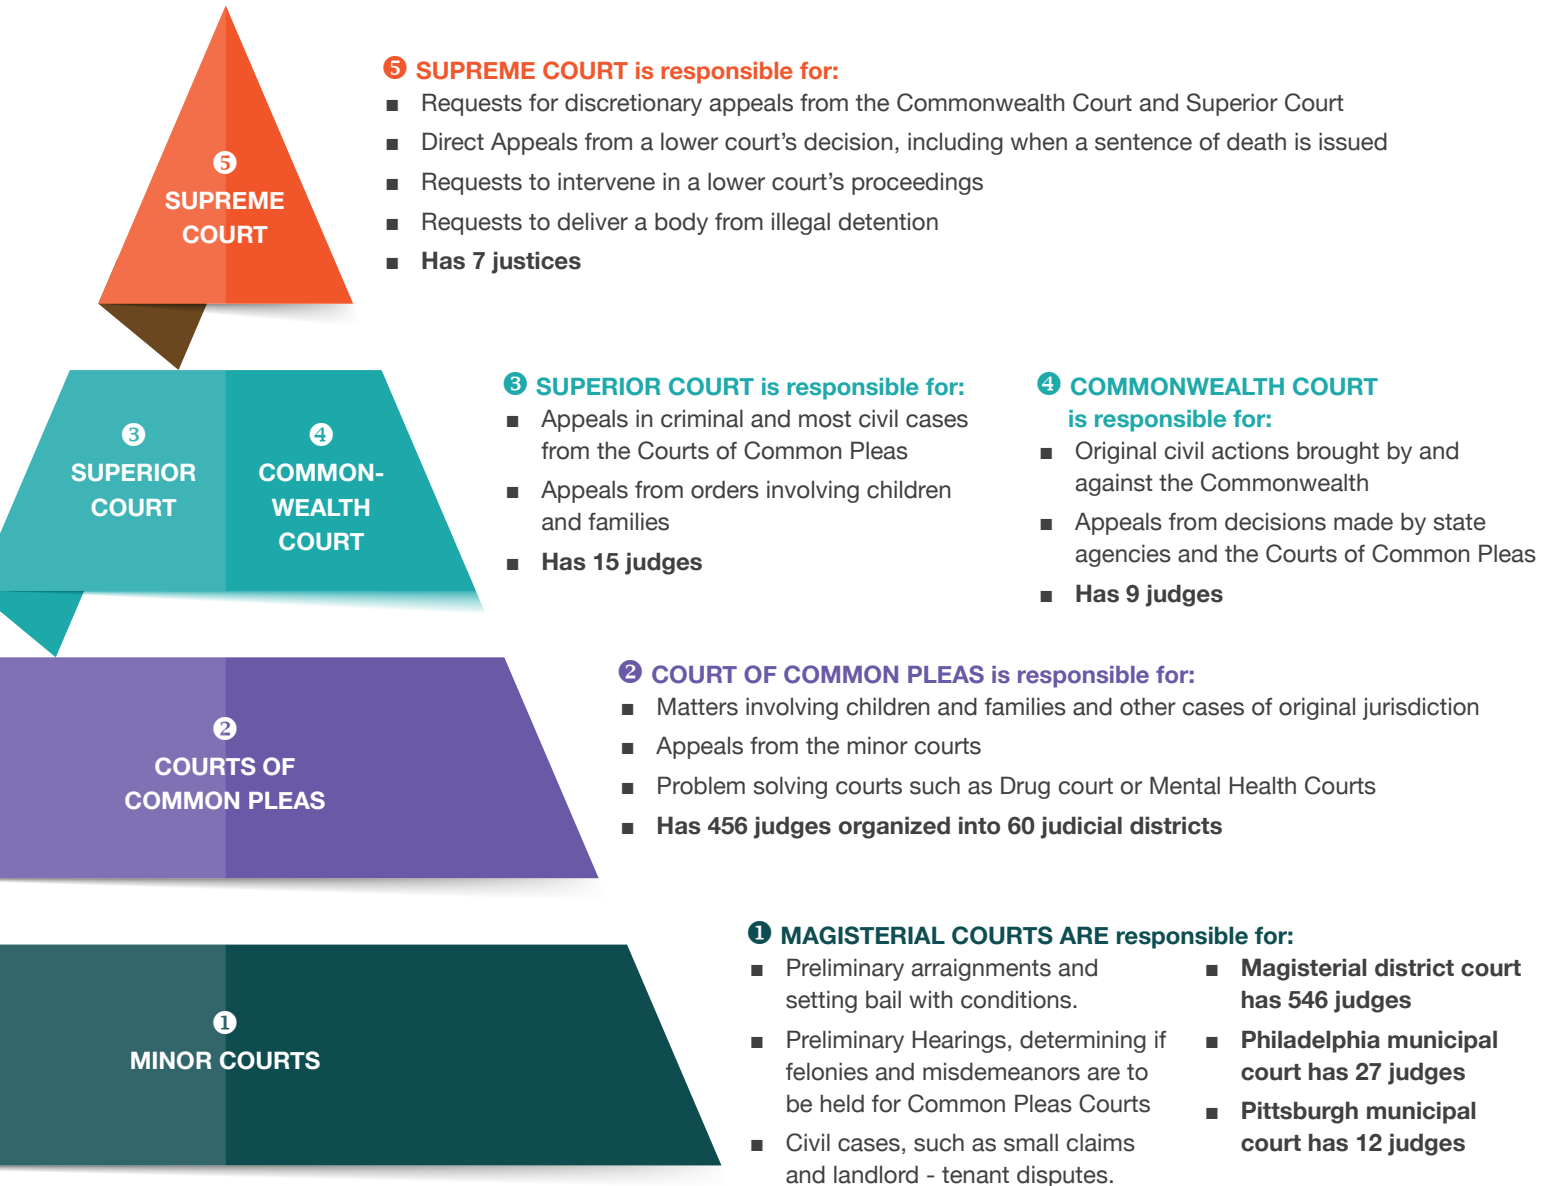 ❺
SUPREME
COURT
❺ SUPREME COURT is responsible for:
■ Requests for discretionary appeals from the Commonwealth Court and Superior Court
■ Direct Appeals from a lower court’s decision, including when a sentence of death is issued
■ Requests to intervene in a lower court’s proceedings
■ Requests to deliver a body from illegal detention
■ Has 7 justices
❸
SUPERIOR
COURT
❹
COMMON-
WEALTH
COURT
❸ SUPERIOR COURT is responsible for:
■ Appeals in criminal and most civil cases
from the Courts of Common Pleas
■ Appeals from orders involving children
and families
■ Has 15 judges
❹ COMMONWEALTH COURT
is responsible for:
■ Original civil actions brought by and
against the Commonwealth
■ Appeals from decisions made by state
agencies and the Courts of Common Pleas
■ Has 9 judges
❷
COURTS OF
COMMON PLEAS
❷ COURT OF COMMON PLEAS is responsible for:
■ Matters involving children and families and other cases of original jurisdiction
■ Appeals from the minor courts
■ Problem solving courts such as Drug court or Mental Health Courts
■ Has 456 judges organized into 60 judicial districts
❶
MINOR COURTS
❶ MAGISTERIAL COURTS ARE responsible for:
■ Preliminary arraignments and
setting bail with conditions.
■ Preliminary Hearings, determining if
felonies and misdemeanors are to
be held for Common Pleas Courts
■ Civil cases, such as small claims
and landlord - tenant disputes.
■ Magisterial district court
has 546 judges
■ Philadelphia municipal
court has 27 judges
■ Pittsburgh municipal
court has 12 judges